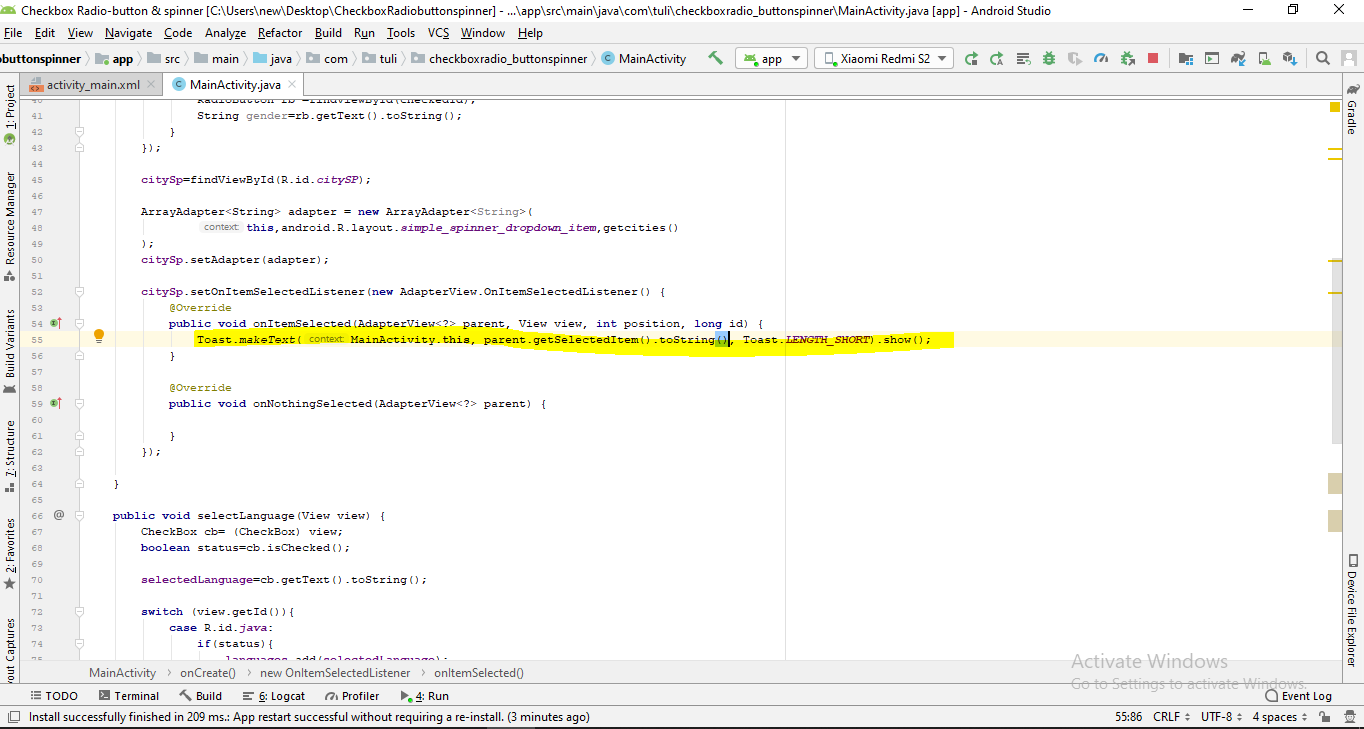 Checkbox Radio-button & spinner [C:\Users\new\Desktop\CheckboxRadiobuttonspinner] - ...\app\src\main\java\com\tuli\checkboxradio_buttonspinner\MainActivity.java [app] - Android Studio
File Edit View Navigate Code Analyze Refactor Build Run Tools VCS Window Help
buttonspinner app src main java com tuli checkboxradio_buttonspinner MainActivity app Xiaomi Redmi S2
activity_main.xml MainActivity.java
1: Project
Resource Manager
Build Variants
7: Structure
2: Favorites
out Captures
Gradle
Device File Explorer
40 RadioButton rb =findViewById(checkedId);
41 String gender=rb.getText().toString();
42 }
43 });
44
45 citySp=findViewById(R.id.citySP);
46
47 ArrayAdapter<String> adapter = new ArrayAdapter<String>(
48 context: this,android.R.layout.simple_spinner_dropdown_item,getcities()
49 );
50 citySp.setAdapter(adapter);
51
52 citySp.setOnItemSelectedListener(new AdapterView.OnItemSelectedListener() {
53 @Override
54 public void onItemSelected(AdapterView<?> parent, View view, int position, long id) {
55 Toast.makeText( context: MainActivity.this, parent.getSelectedItem().toString(), Toast.LENGTH_SHORT).show();
56 }
57
58 @Override
59 public void onNothingSelected(AdapterView<?> parent) {
60
61 }
62 });
63
64 }
65
66 @ public void selectLanguage(View view) {
67 CheckBox cb= (CheckBox) view;
68 boolean status=cb.isChecked();
69
70 selectedLanguage=cb.getText().toString();
71
72 switch (view.getId()){
73 case R.id.java:
74 if(status){
75 languages.add(selectedLanguage);
MainActivity › onCreate() › new OnItemSelectedListener › onItemSelected()
Activate Windows
Go to Settings to activate Windows.
TODO Terminal Build 6: Logcat Profiler 4: Run Event Log
Install successfully finished in 209 ms.: App restart successful without requiring a re-install. (3 minutes ago) 55:86 CRLF UTF-8 4 spaces